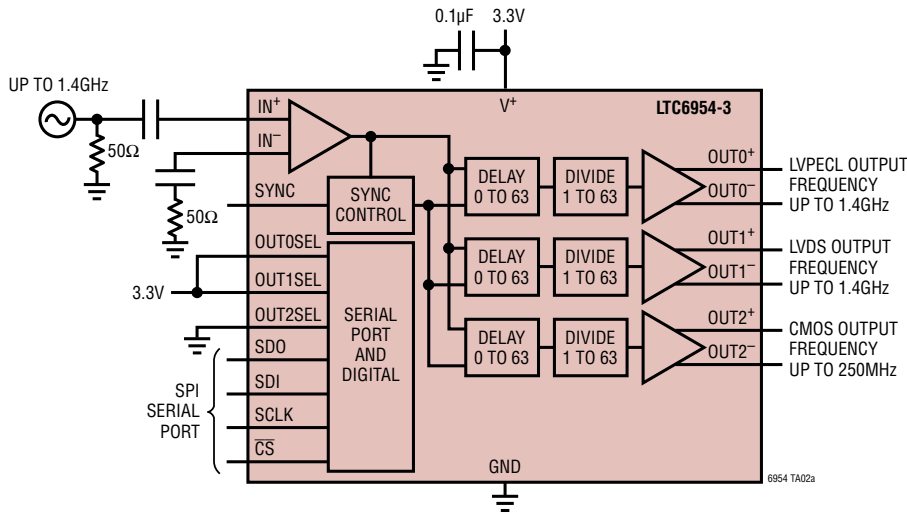 0.1µF 3.3V
UP TO 1.4GHz
V+
LTC6954-3
IN+
50Ω
IN−
SYNC
50Ω
SYNC
CONTROL
DELAY
0 TO 63
DIVIDE
1 TO 63
OUT0+
OUT0−
LVPECL OUTPUT
FREQUENCY
UP TO 1.4GHz
DELAY
0 TO 63
DIVIDE
1 TO 63
OUT1+
OUT1−
LVDS OUTPUT
FREQUENCY
UP TO 1.4GHz
DELAY
0 TO 63
DIVIDE
1 TO 63
OUT2+
OUT2−
CMOS OUTPUT
FREQUENCY
UP TO 250MHz
3.3V
OUT0SEL
OUT1SEL
OUT2SEL
SDO
SDI
SCLK
C̅S̅
SPI
SERIAL
PORT
SERIAL
PORT
AND
DIGITAL
GND
6954 TA02a